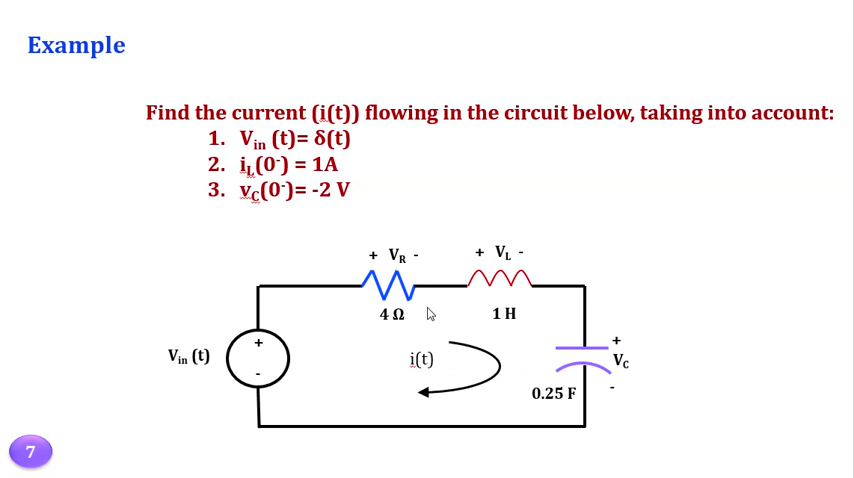 Example
Find the current (i(t)) flowing in the circuit below, taking into account:
1. Vin (t)= δ(t)
2. iL(0-) = 1A
3. vC(0-)= -2 V
+ VR -
+ VL -
4 Ω
1 H
+
Vin (t)
-
i(t)
+
VC
-
0.25 F
7